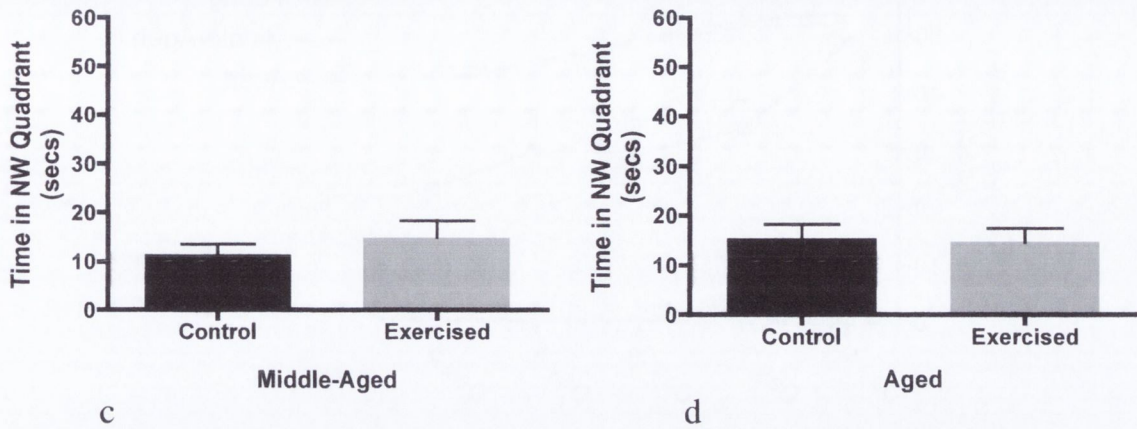 Time in NW Quadrant
(secs)
60
50
40
30
20
10
0
Control Exercised
Middle-Aged
c
Time in NW Quadrant
(secs)
60
50
40
30
20
10
0
Control Exercised
Aged
d